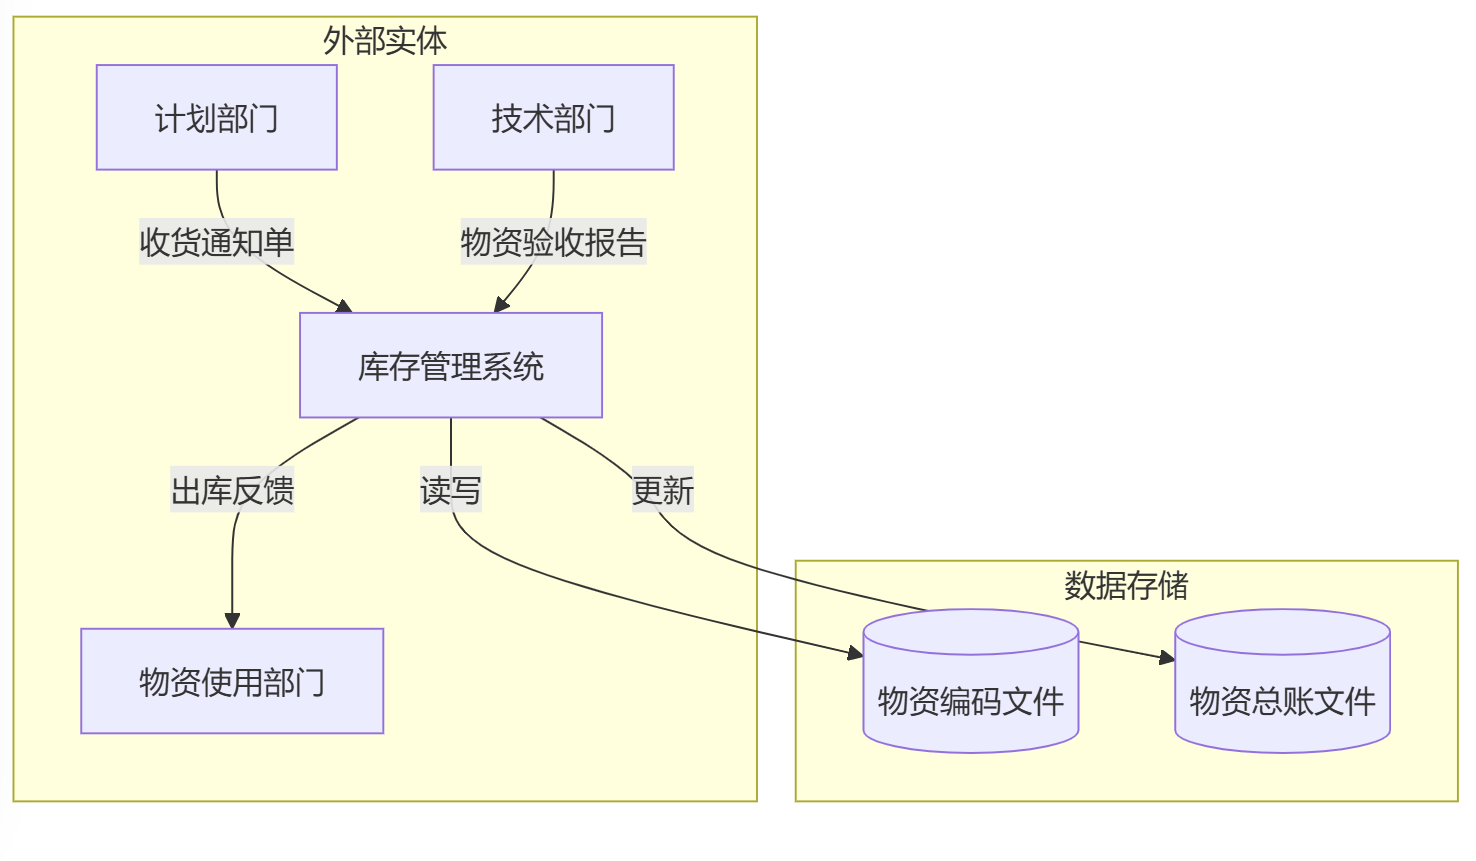 外部实体
计划部门
技术部门
收货通知单
物资验收报告
库存管理系统
出库反馈
读写
更新
数据存储
物资使用部门
物资编码文件
物资总账文件